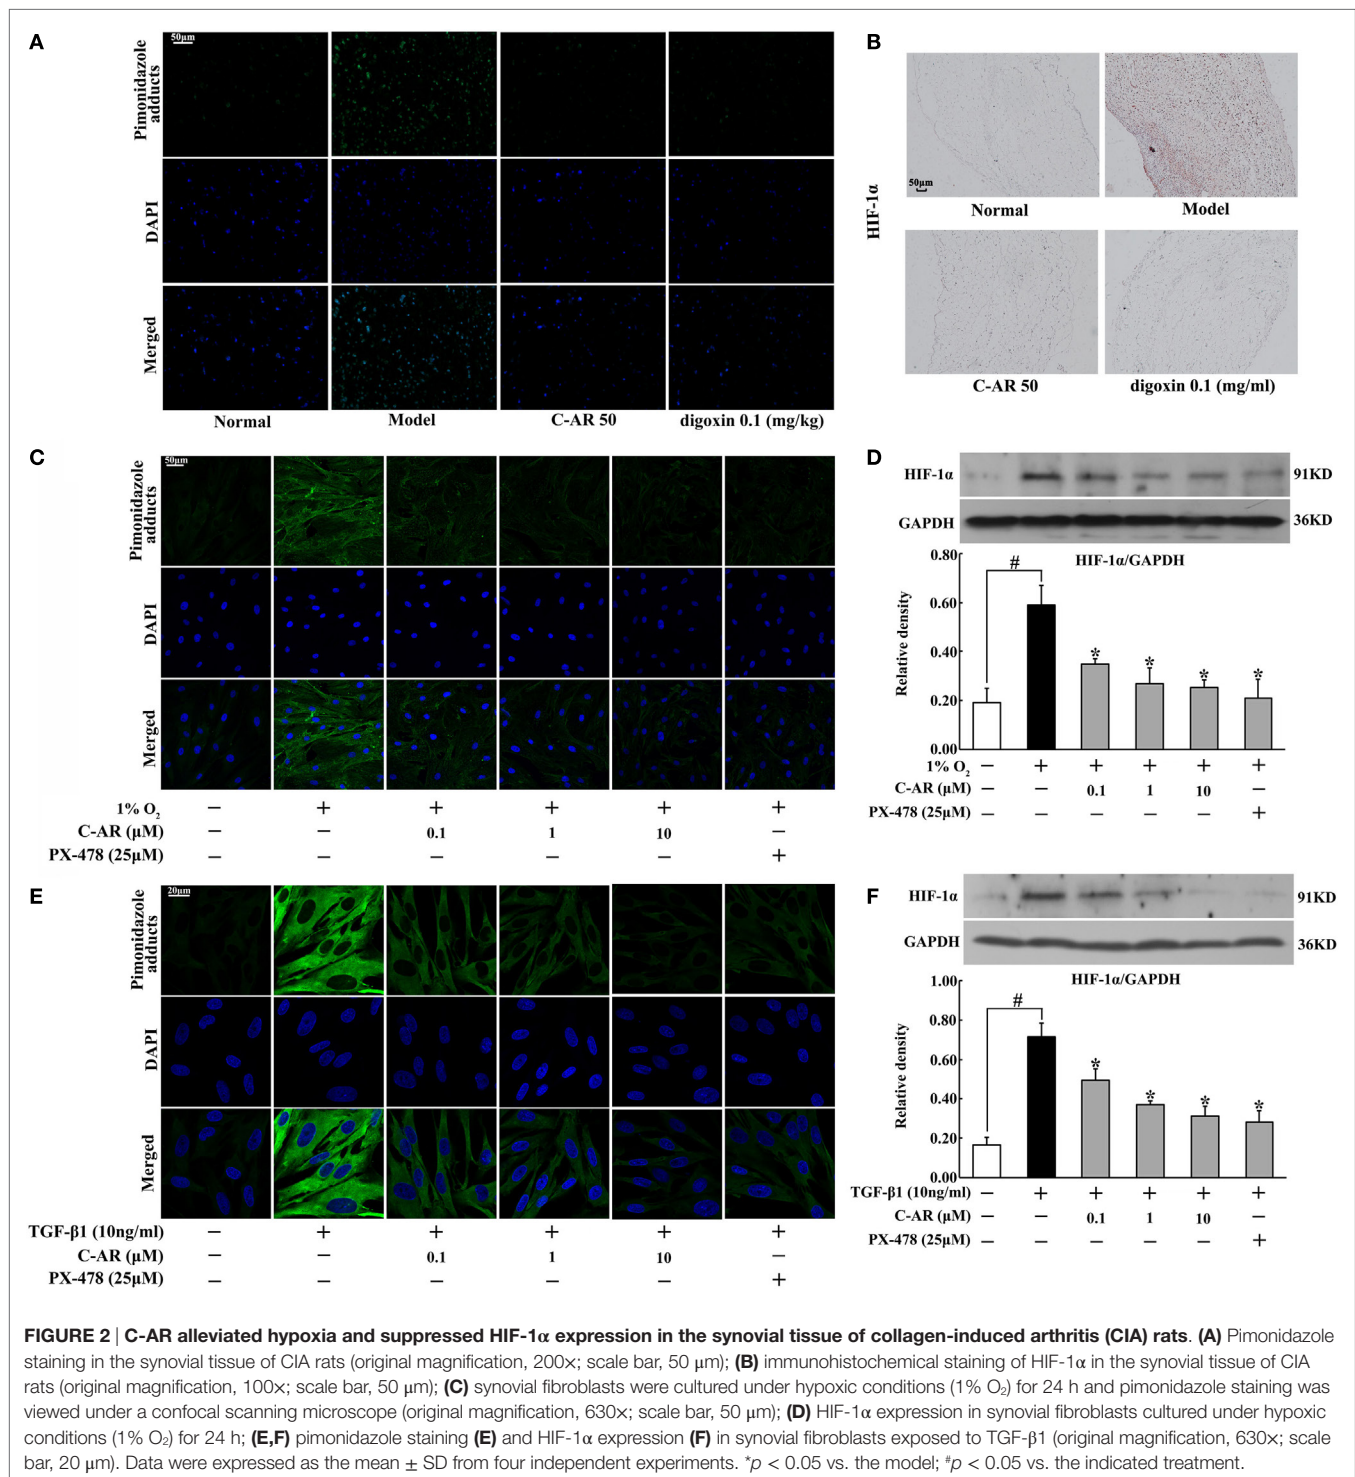 A
50μm
Pimonidazole
adducts
DAPI
Merged
Normal Model C-AR 50 digoxin 0.1 (mg/kg)
B
HIF-1α
50μm
Normal Model
C-AR 50 digoxin 0.1 (mg/ml)
C
50μm
Pimonidazole
adducts
DAPI
Merged
1% O2 − + + + + +
C-AR (μM) − − 0.1 1 10 −
PX-478 (25μM) − − − − − +
D
HIF-1α 91KD
GAPDH 36KD
HIF-1α/GAPDH
Relative density
0.80
0.60
0.40
0.20
0.00
#
* * * *
1% O2 − + + + + +
C-AR (μM) − − 0.1 1 10 −
PX-478 (25μM) − − − − − +
E
20μm
Pimonidazole
adducts
DAPI
Merged
TGF-β1 (10ng/ml) − + + + + +
C-AR (μM) − − 0.1 1 10 −
PX-478 (25μM) − − − − − +
F
HIF-1α 91KD
GAPDH 36KD
HIF-1α/GAPDH
Relative density
1.00
0.80
0.60
0.40
0.20
0.00
#
* * * *
TGF-β1 (10ng/ml) − + + + + +
C-AR (μM) − − 0.1 1 10 −
PX-478 (25μM) − − − − − +
FIGURE 2 | C-AR alleviated hypoxia and suppressed HIF-1α expression in the synovial tissue of collagen-induced arthritis (CIA) rats. (A) Pimonidazole
staining in the synovial tissue of CIA rats (original magnification, 200×; scale bar, 50 μm); (B) immunohistochemical staining of HIF-1α in the synovial tissue of CIA
rats (original magnification, 100×; scale bar, 50 μm); (C) synovial fibroblasts were cultured under hypoxic conditions (1% O2) for 24 h and pimonidazole staining was
viewed under a confocal scanning microscope (original magnification, 630×; scale bar, 50 μm); (D) HIF-1α expression in synovial fibroblasts cultured under hypoxic
conditions (1% O2) for 24 h; (E,F) pimonidazole staining (E) and HIF-1α expression (F) in synovial fibroblasts exposed to TGF-β1 (original magnification, 630×; scale
bar, 20 μm). Data were expressed as the mean ± SD from four independent experiments. *p < 0.05 vs. the model; #p < 0.05 vs. the indicated treatment.